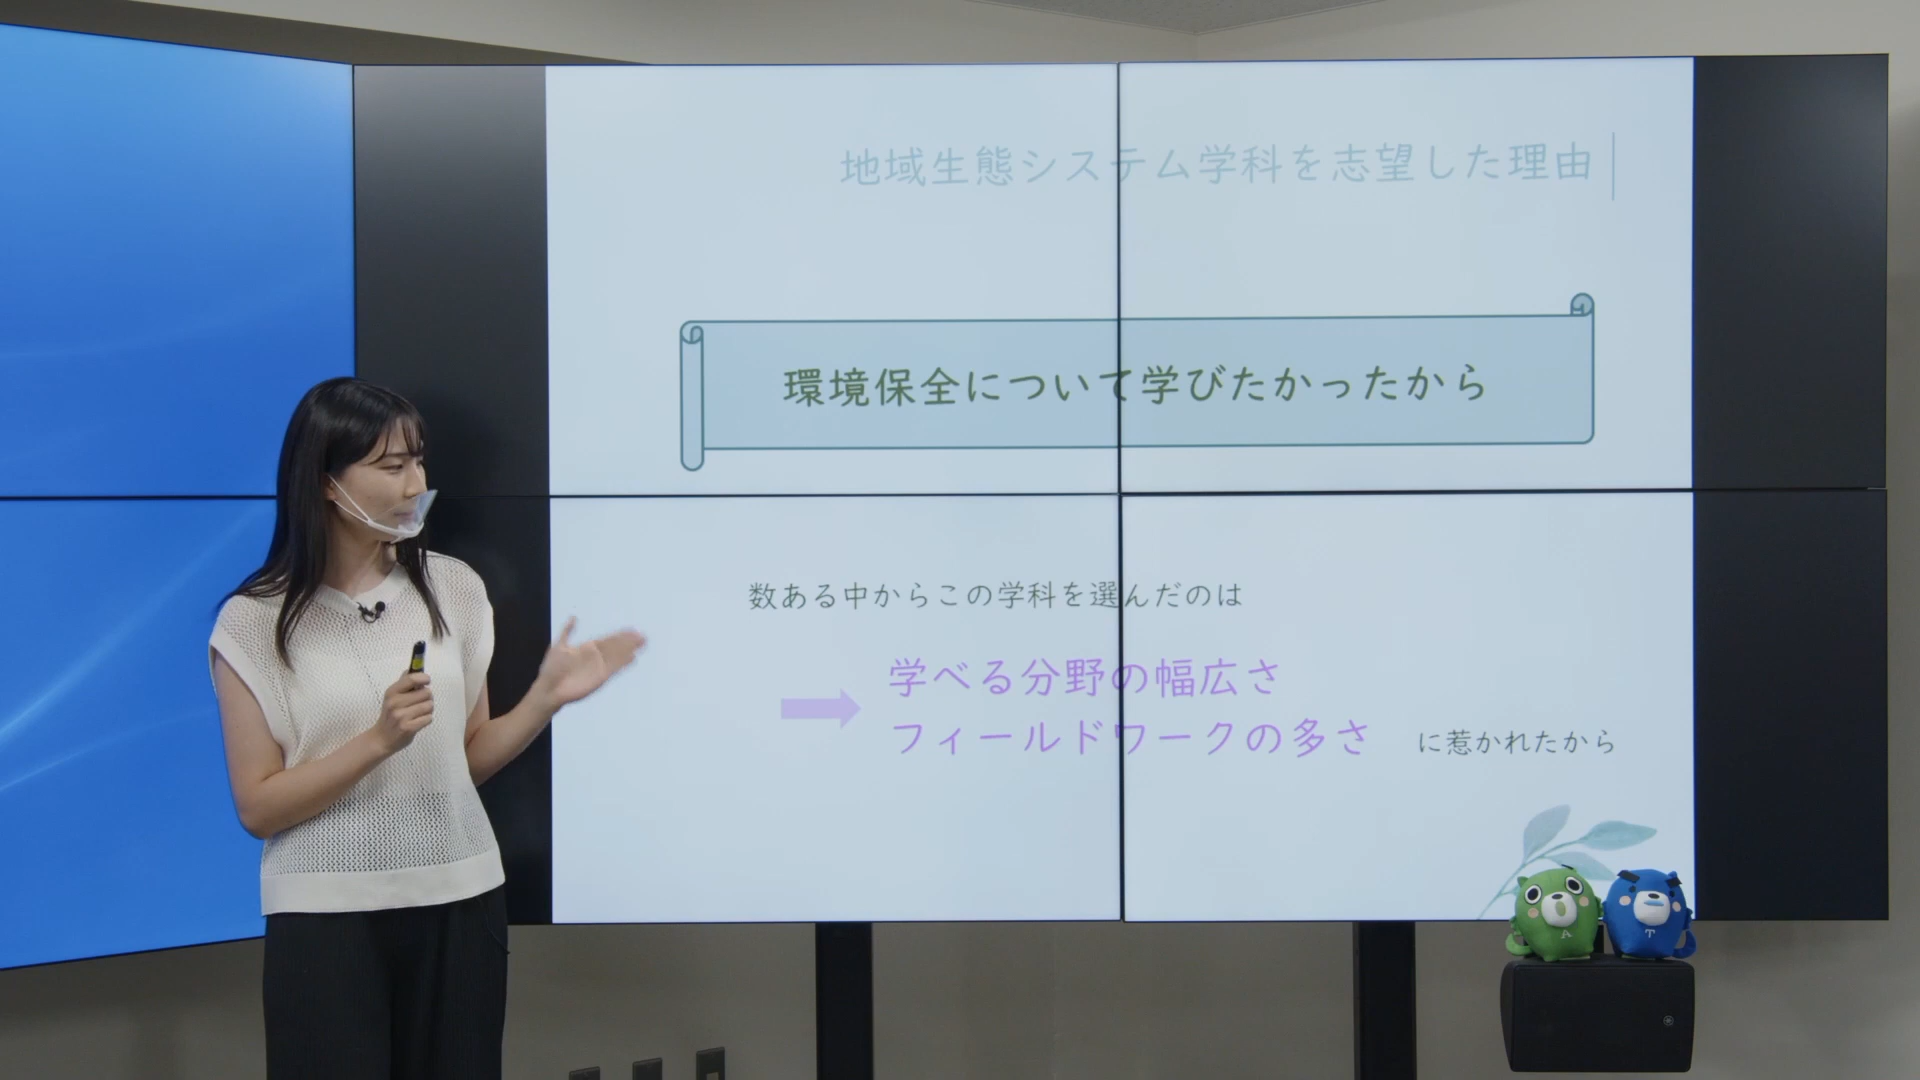 地域生態システム学科を志望した理由
環境保全について学びたかったから
数ある中からこの学科を選んだのは
学べる分野の幅広さ
フィールドワークの多さ に惹かれたから
A
T